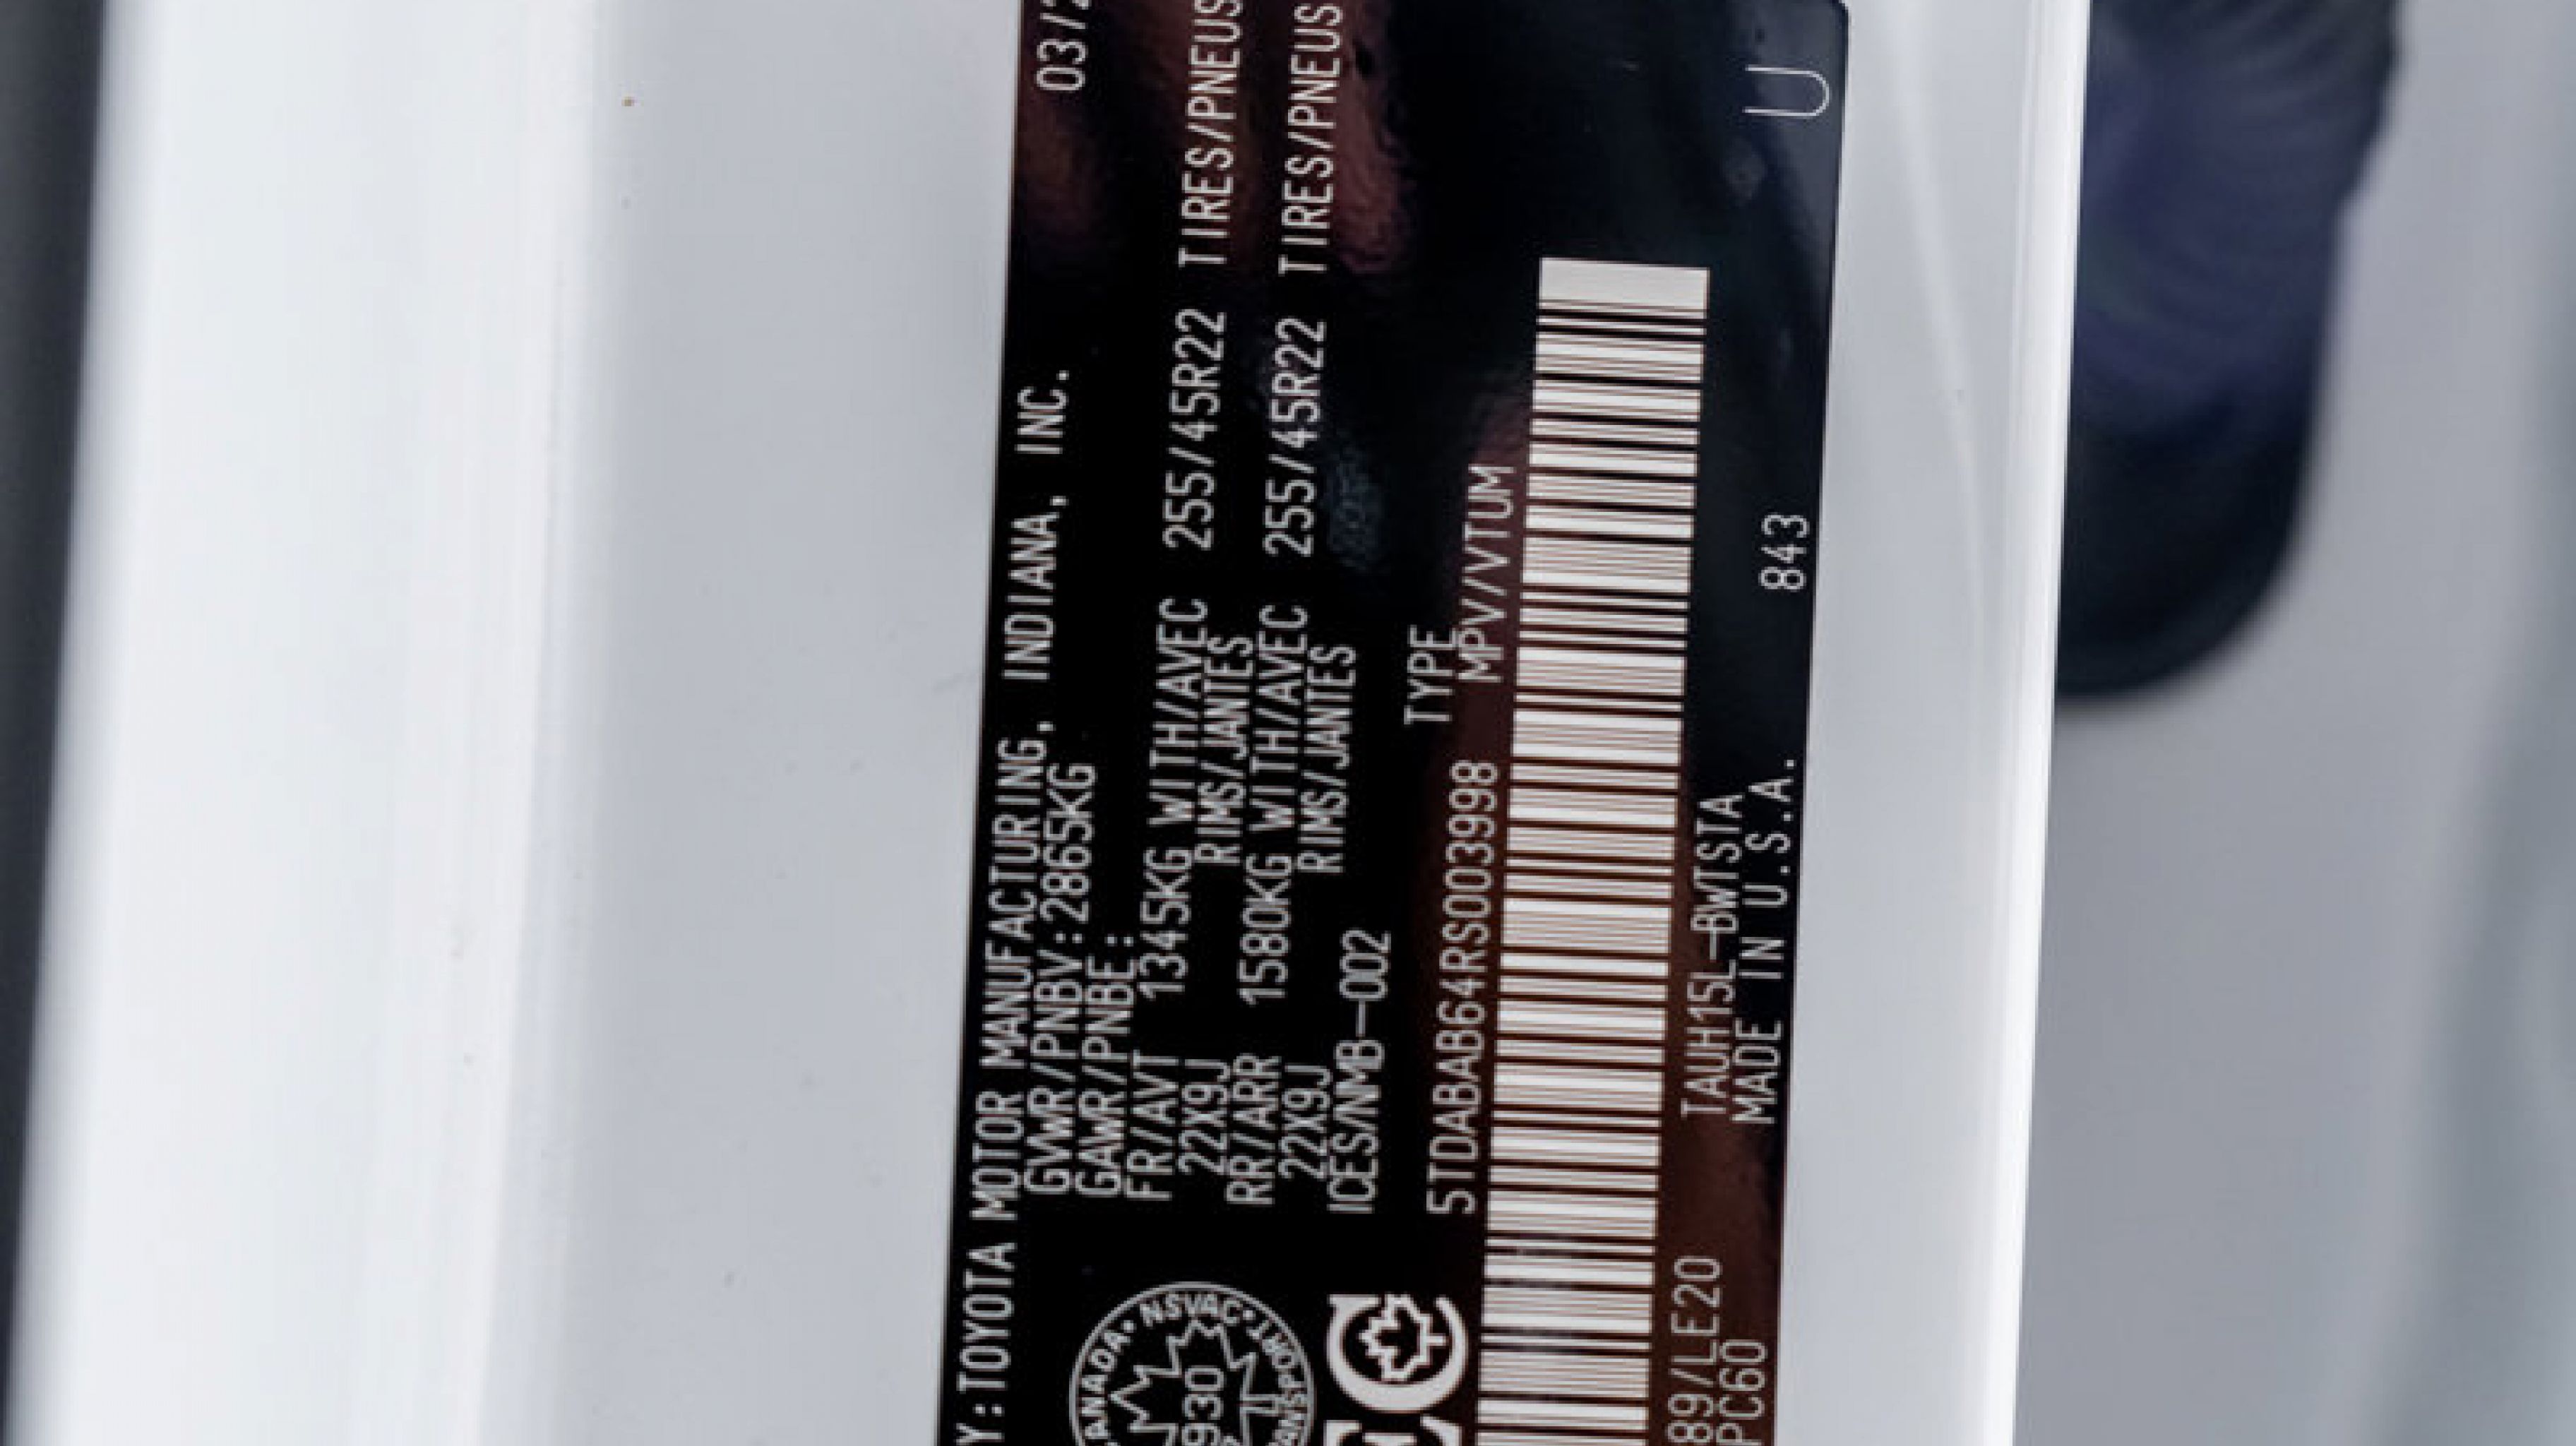 Y:TOYOTA MOTOR MANUFACTURING, INDIANA, INC.
03/2
GVWR/PNBV:2865KG
GAWR/PNBE:
FR/AVT 1345KG WITH/AVEC 255/45R22 TIRES/PNEUS
22X9J RIMS/JANTES
RR/ARR 1580KG WITH/AVEC 255/45R22 TIRES/PNEUS
22X9J RIMS/JANTES
ICES/NMB-002
TYPE
5TDABAB64RS003998 MPV/VTUM
89/LE20 TAUH15L-BWTSTA
PC60 MADE IN U.S.A. 843 U
CANADA • NSVAC • TRANSPORT
930